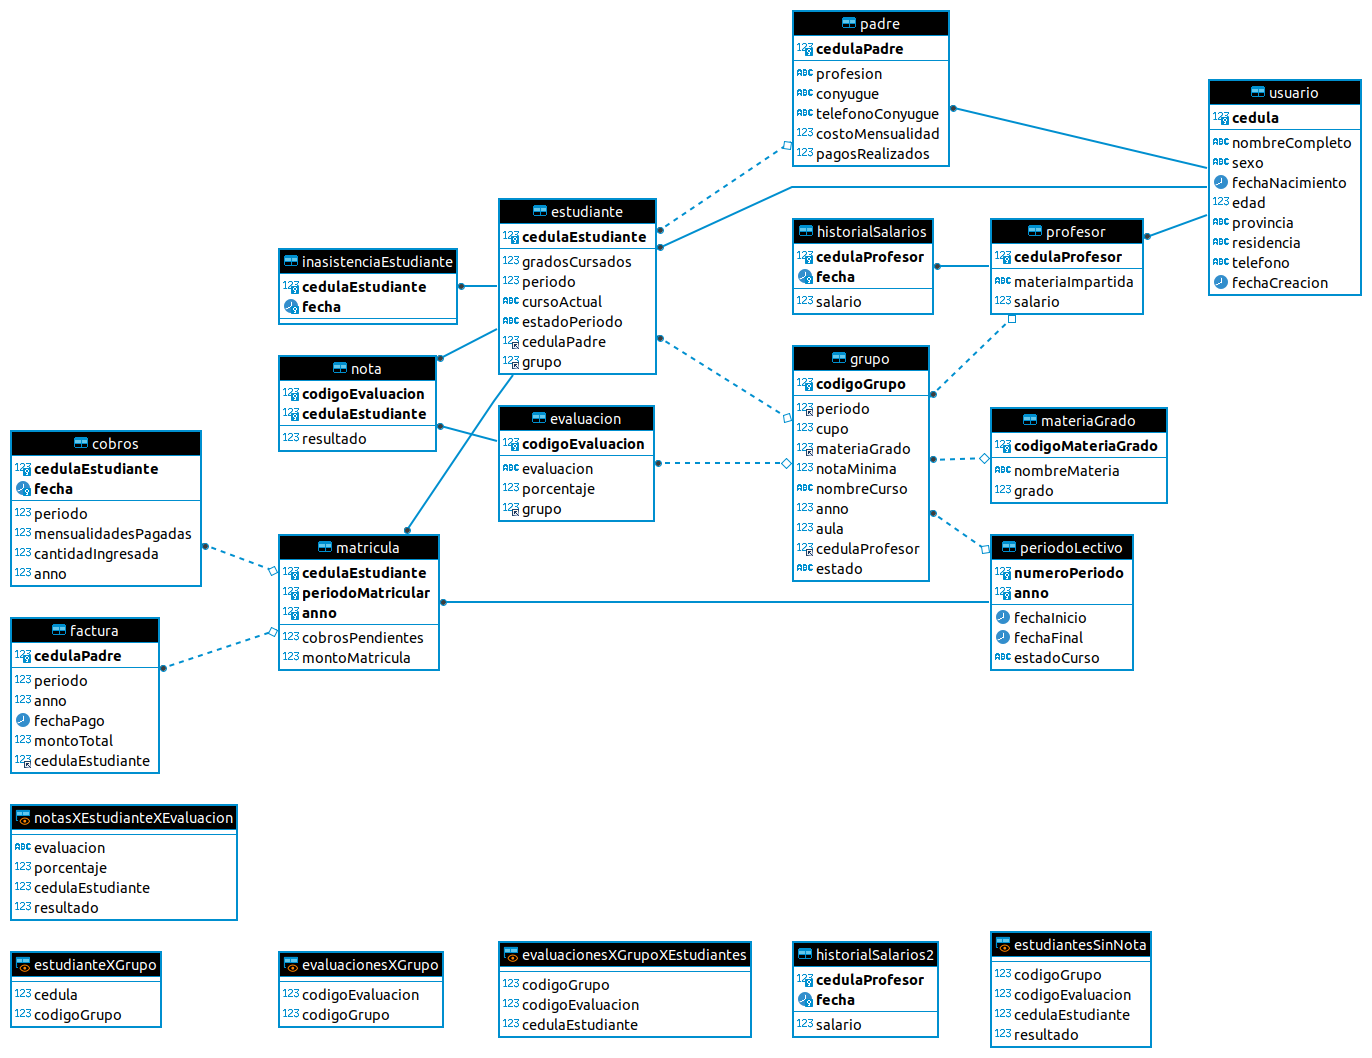 padre
cedulaPadre
profesion
conyugue
telefonoConyugue
costoMensualidad
pagosRealizados
usuario
cedula
nombreCompleto
sexo
fechaNacimiento
edad
provincia
residencia
telefono
fechaCreacion
estudiante
cedulaEstudiante
gradosCursados
periodo
cursoActual
estadoPeriodo
cedulaPadre
grupo
historialSalarios
cedulaProfesor
fecha
salario
profesor
cedulaProfesor
materiaImpartida
salario
inasistenciaEstudiante
cedulaEstudiante
fecha
nota
codigoEvaluacion
cedulaEstudiante
resultado
grupo
codigoGrupo
periodo
cupo
materiaGrado
notaMinima
nombreCurso
anno
aula
cedulaProfesor
estado
evaluacion
codigoEvaluacion
evaluacion
porcentaje
grupo
materiaGrado
codigoMateriaGrado
nombreMateria
grado
cobros
cedulaEstudiante
fecha
periodo
mensualidadesPagadas
cantidadIngresada
anno
matricula
cedulaEstudiante
periodoMatricular
anno
cobrosPendientes
montoMatricula
periodoLectivo
numeroPeriodo
anno
fechaInicio
fechaFinal
estadoCurso
factura
cedulaPadre
periodo
anno
fechaPago
montoTotal
cedulaEstudiante
notasXEstudianteXEvaluacion
evaluacion
porcentaje
cedulaEstudiante
resultado
estudianteXGrupo
cedula
codigoGrupo
evaluacionesXGrupo
codigoEvaluacion
codigoGrupo
evaluacionesXGrupoXEstudiantes
codigoGrupo
codigoEvaluacion
cedulaEstudiante
historialSalarios2
cedulaProfesor
fecha
salario
estudiantesSinNota
codigoGrupo
codigoEvaluacion
cedulaEstudiante
resultado